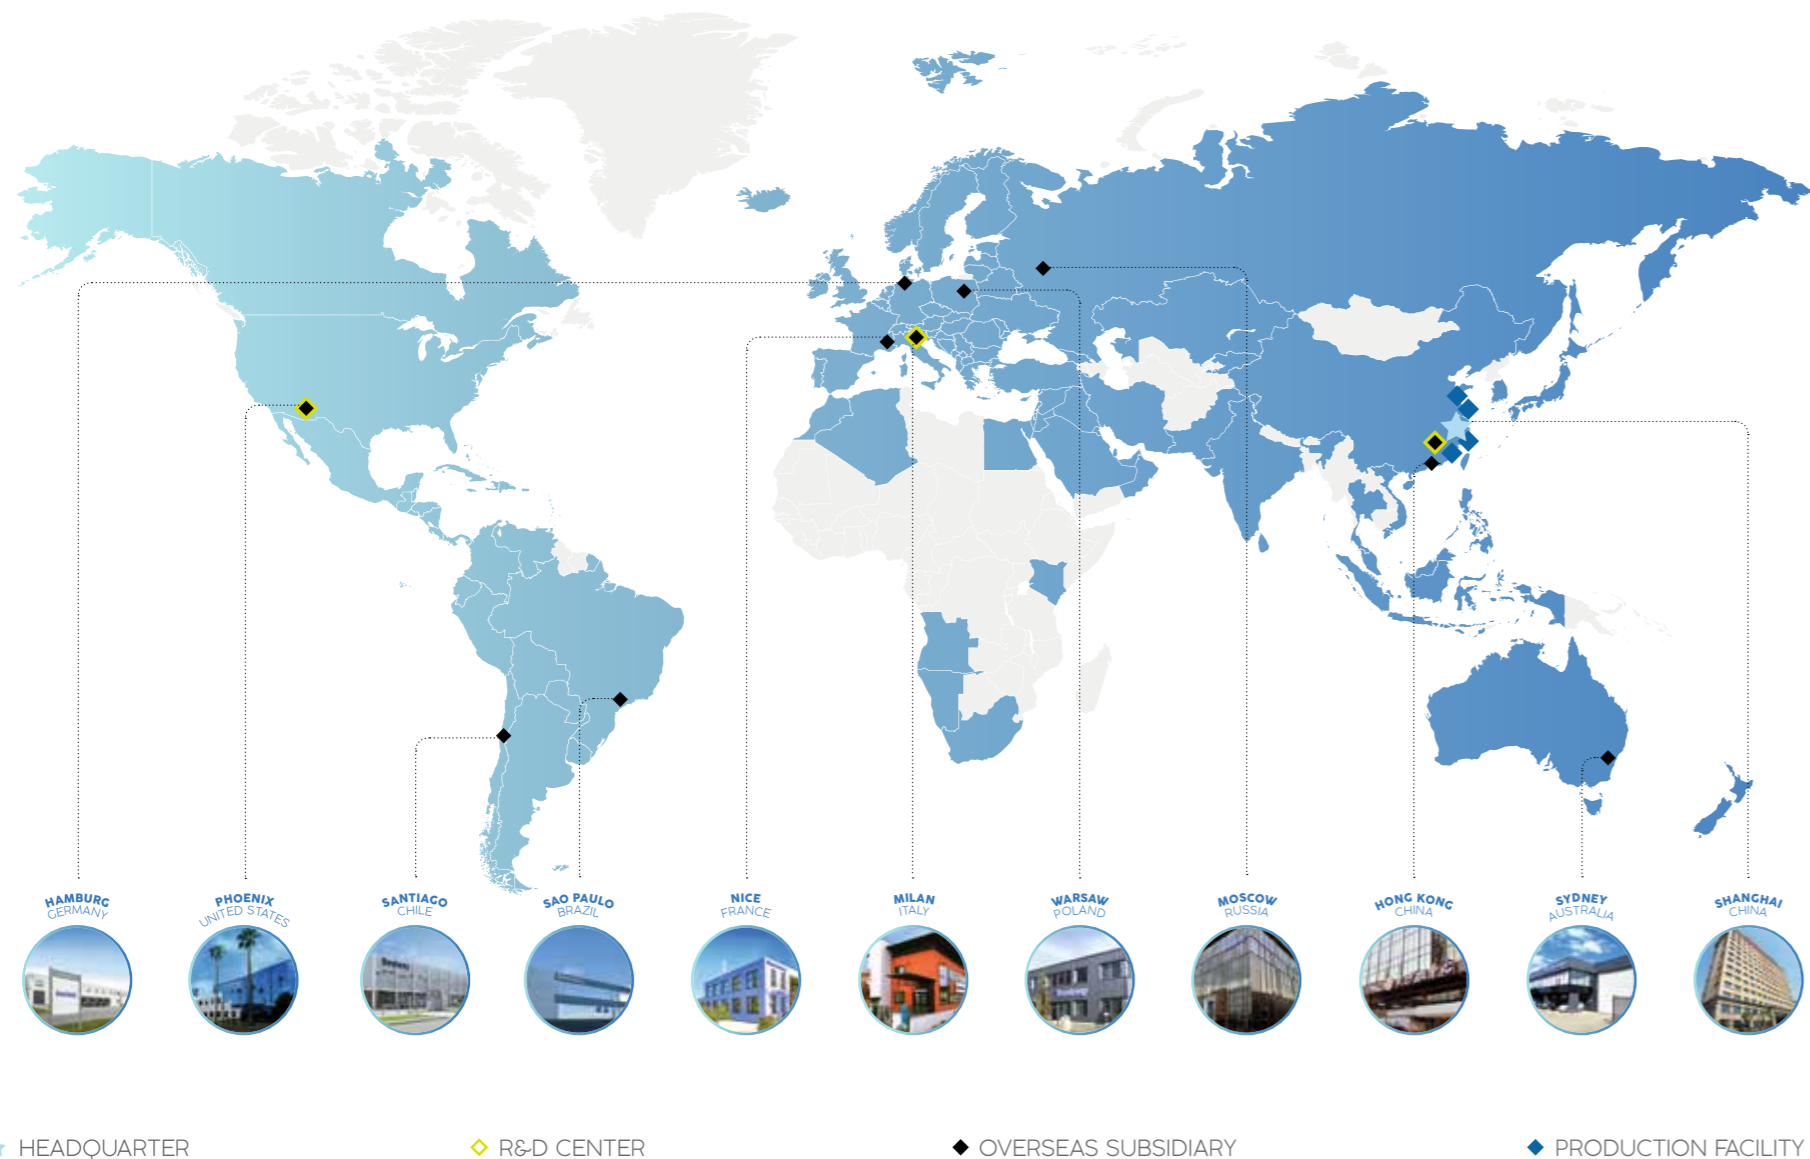 HAMBURG
GERMANY
PHOENIX
UNITED STATES
SANTIAGO
CHILE
SAO PAULO
BRAZIL
NICE
FRANCE
MILAN
ITALY
WARSAW
POLAND
MOSCOW
RUSSIA
HONG KONG
CHINA
SYDNEY
AUSTRALIA
SHANGHAI
CHINA
HEADQUARTER
R&D CENTER
OVERSEAS SUBSIDIARY
PRODUCTION FACILITY